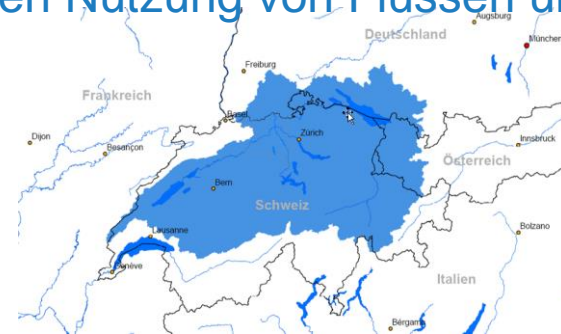 en Nutzung von Flüssen u
Augsburg
Deutschland
München
Freiburg
Frankreich
Basel
Dijon
Zürich
Besançon
Innsbruck
Österreich
Bern
Schweiz
Lausanne
Bolzano
Genève
Italien
Bergam